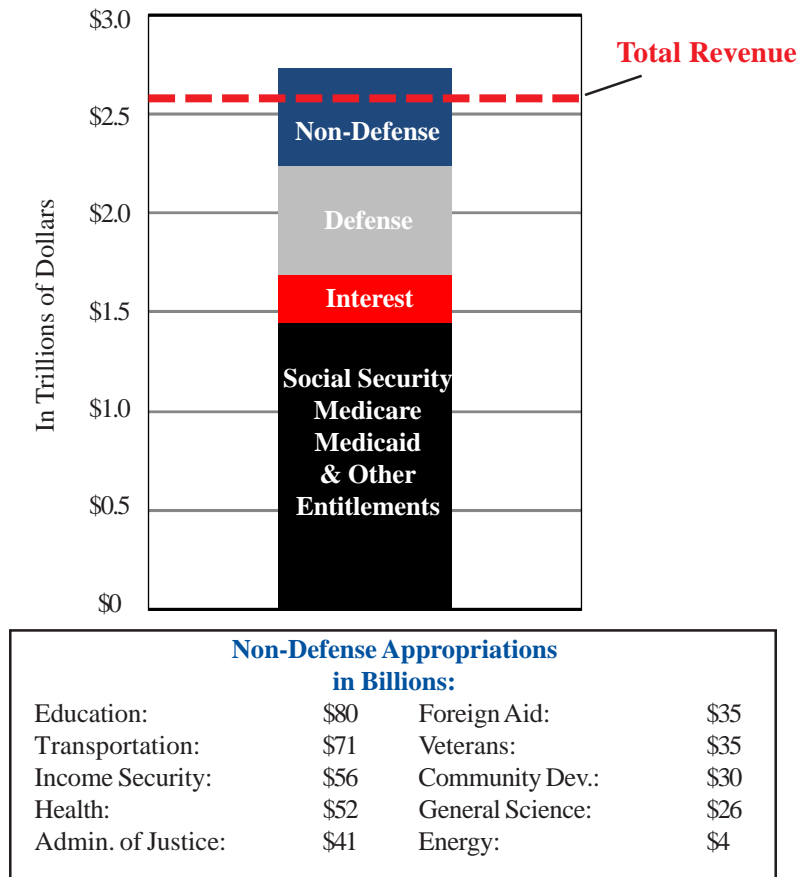 $3.0
Total Revenue
$2.5
Non-Defense
$2.0
Defense
In Trillions of Dollars
Interest
$1.5
Social Security
$1.0
Medicare
Medicaid
& Other
$0.5
Entitlements
$0
Non-Defense Appropriations
in Billions:
Education: $80 Foreign Aid: $35
Transportation: $71 Veterans: $35
Income Security: $56 Community Dev.: $30
Health: $52 General Science: $26
Admin. of Justice: $41 Energy: $4